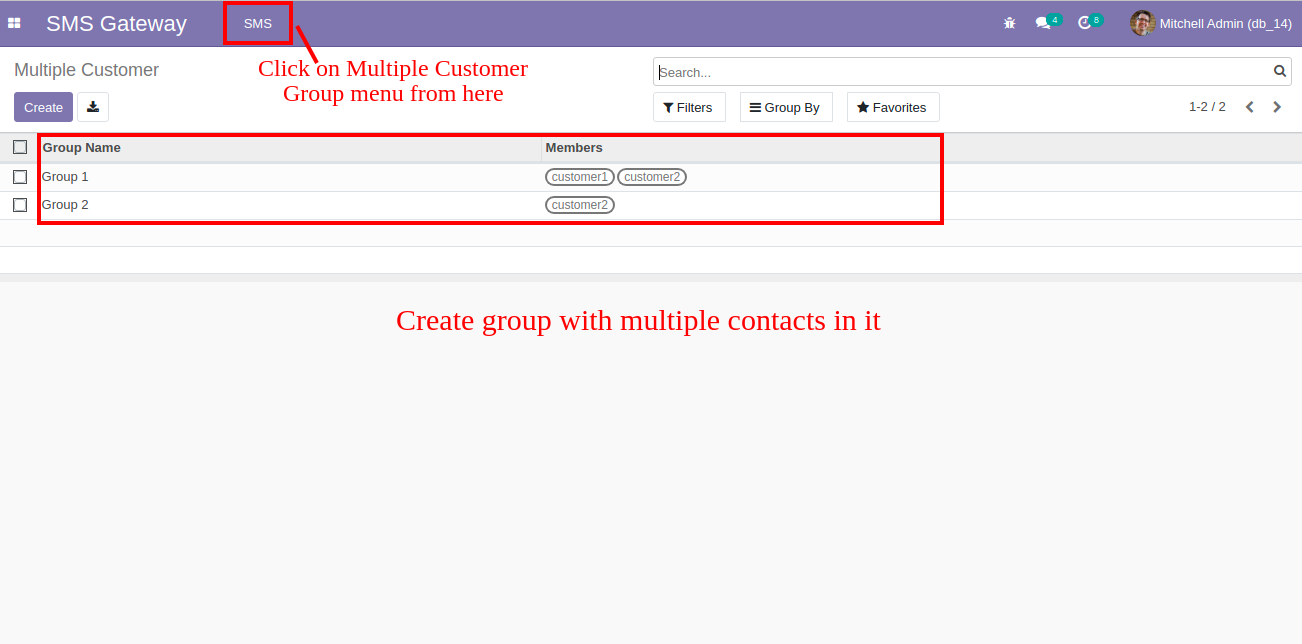 SMS Gateway SMS 4 8 Mitchell Admin (db_14)
Multiple Customer Search...
Click on Multiple Customer
Group menu from here
Create Filters Group By Favorites 1-2 / 2
Group Name Members
Group 1 customer1 customer2
Group 2 customer2
Create group with multiple contacts in it